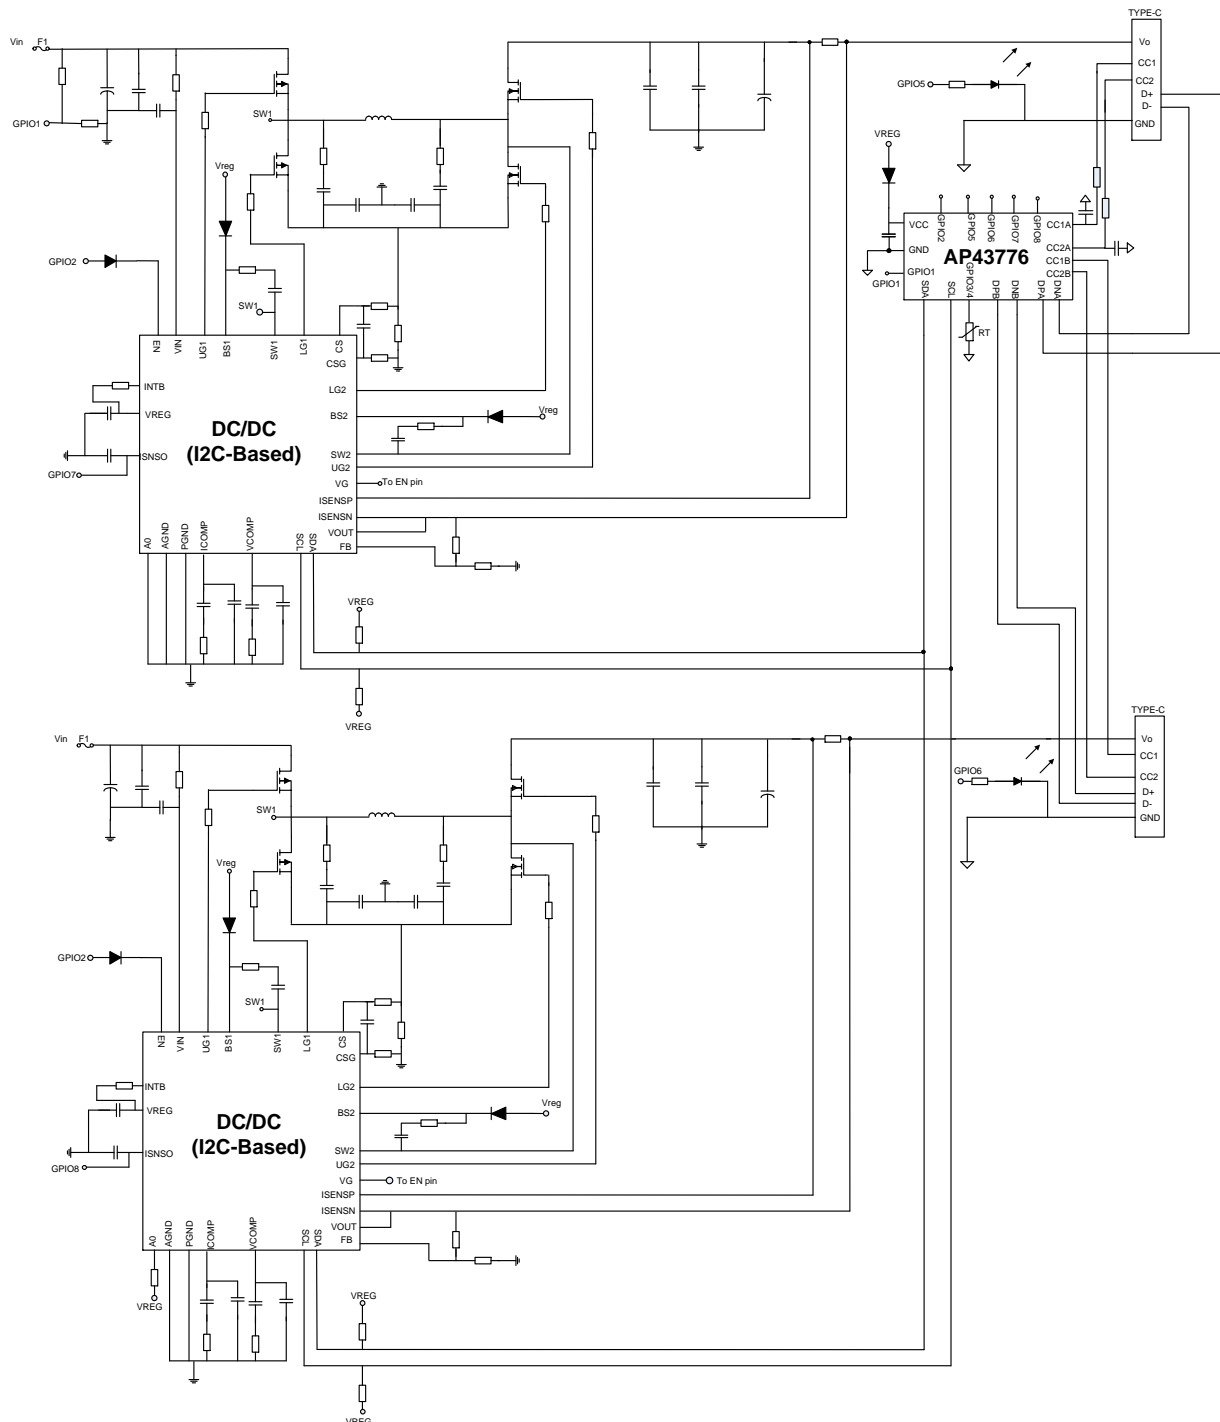 TYPE-C
Vin F1
Vo
CC1
CC2
D+
D-
GND
GPIO5
GPIO1
SW1
VREG
Vreg
VCC
GND
GPIO1
GPIO1
GPIO2
GPIO5
GPIO6
GPIO7
GPIO8
CC1A
CC2A
CC1B
CC2B
AP43776
SDA
SCL
GPIO3/4
DPB
DNB
DPA
DNA
RT
GPIO2
SW1
EN
VIN
UG1
BS1
SW1
LG1
CS
CSG
INTB
VREG
ISNSO
GPIO7
DC/DC
(I2C-Based)
LG2
BS2
Vreg
SW2
UG2
VG
To EN pin
ISENSP
ISENSN
VOUT
FB
A0
AGND
PGND
ICOMP
VCOMP
SCL
SDA
VREG
VREG
TYPE-C
Vin F1
Vo
CC1
CC2
D+
D-
GND
GPIO6
SW1
Vreg
GPIO2
SW1
EN
VIN
UG1
BS1
SW1
LG1
CS
CSG
INTB
VREG
ISNSO
GPIO8
DC/DC
(I2C-Based)
LG2
BS2
Vreg
SW2
UG2
VG
To EN pin
ISENSP
ISENSN
VOUT
FB
A0
AGND
PGND
ICOMP
VCOMP
SCL
SDA
VREG
VREG
VREG